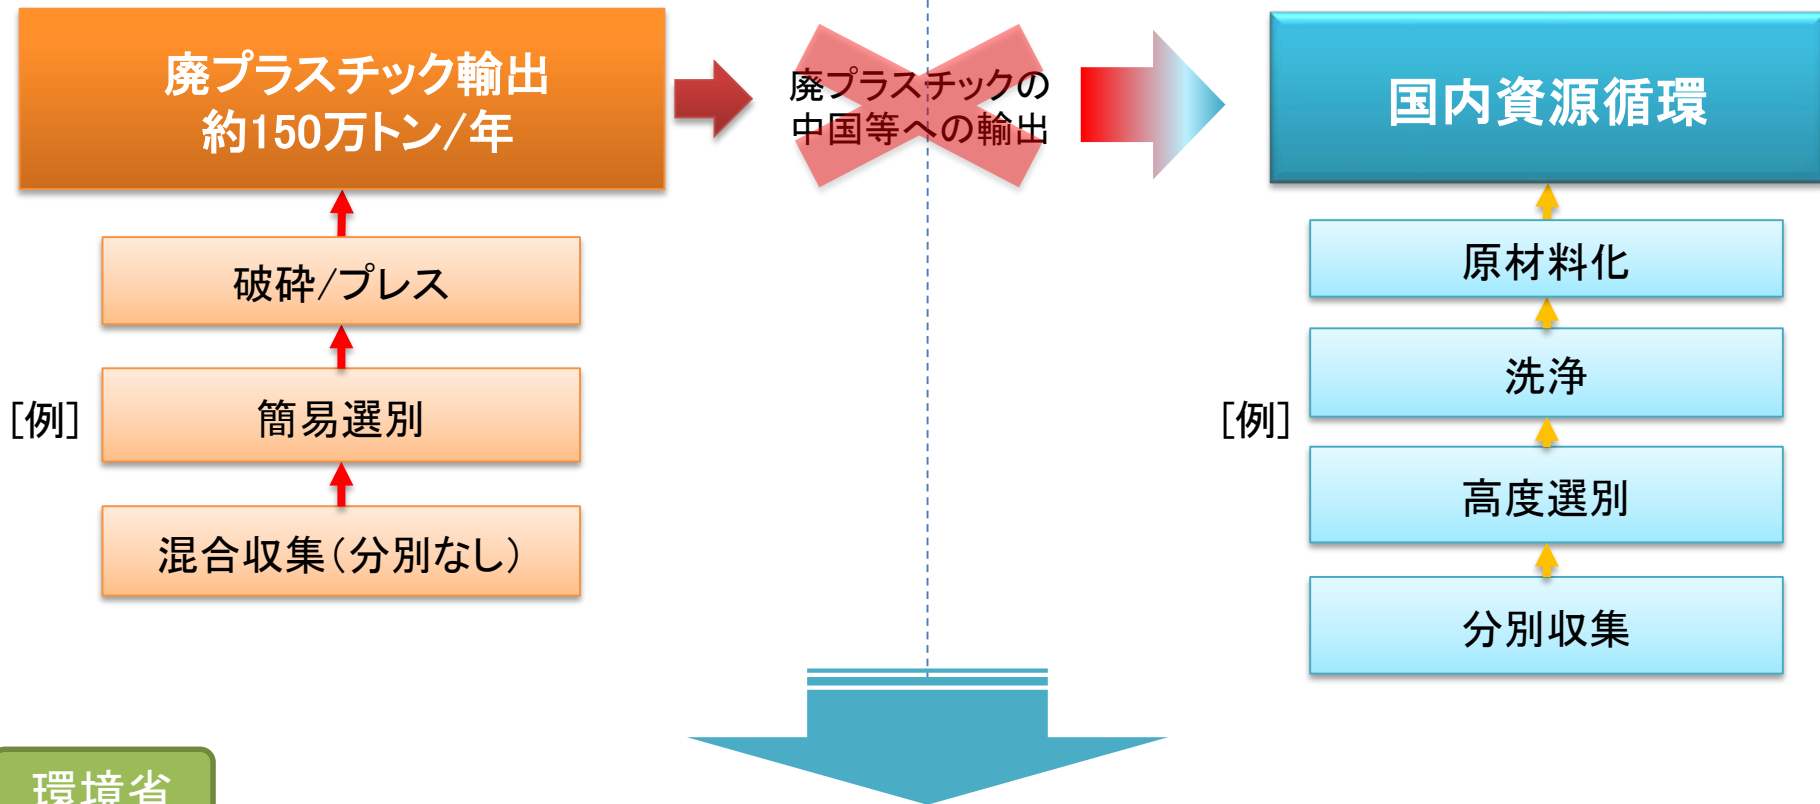 廃プラスチック輸出
約150万トン/年
廃プラスチックの
中国等への輸出
国内資源循環
破砕/プレス
簡易選別
混合収集(分別なし)
[例]
原材料化
洗浄
高度選別
分別収集
[例]
環境省